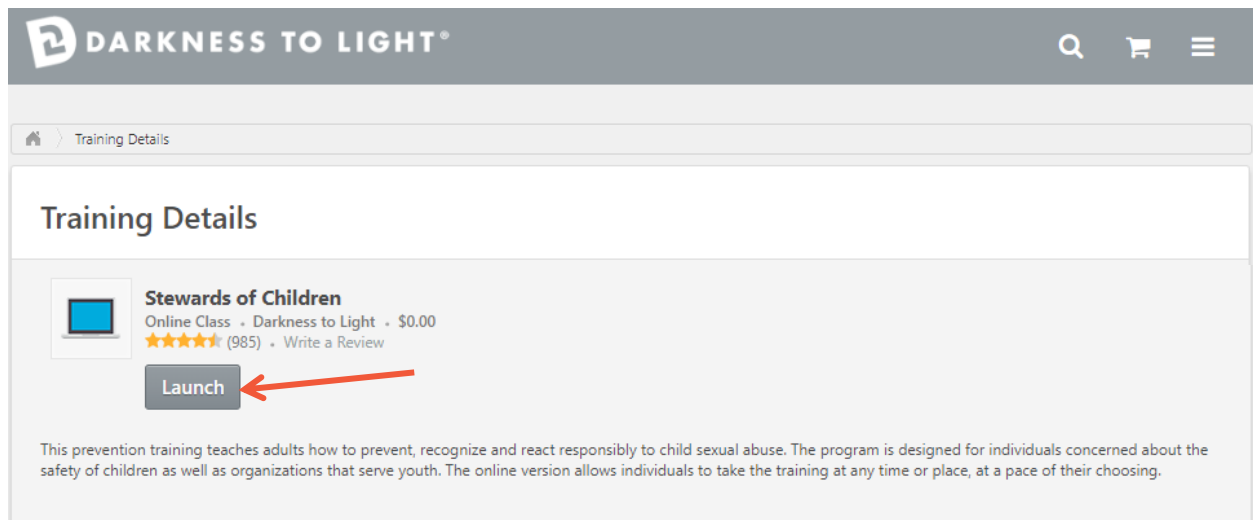 DARKNESS TO LIGHT®
Training Details
Training Details
Stewards of Children
Online Class • Darkness to Light • $0.00
(985) • Write a Review
Launch
This prevention training teaches adults how to prevent, recognize and react responsibly to child sexual abuse. The program is designed for individuals concerned about the
safety of children as well as organizations that serve youth. The online version allows individuals to take the training at any time or place, at a pace of their choosing.